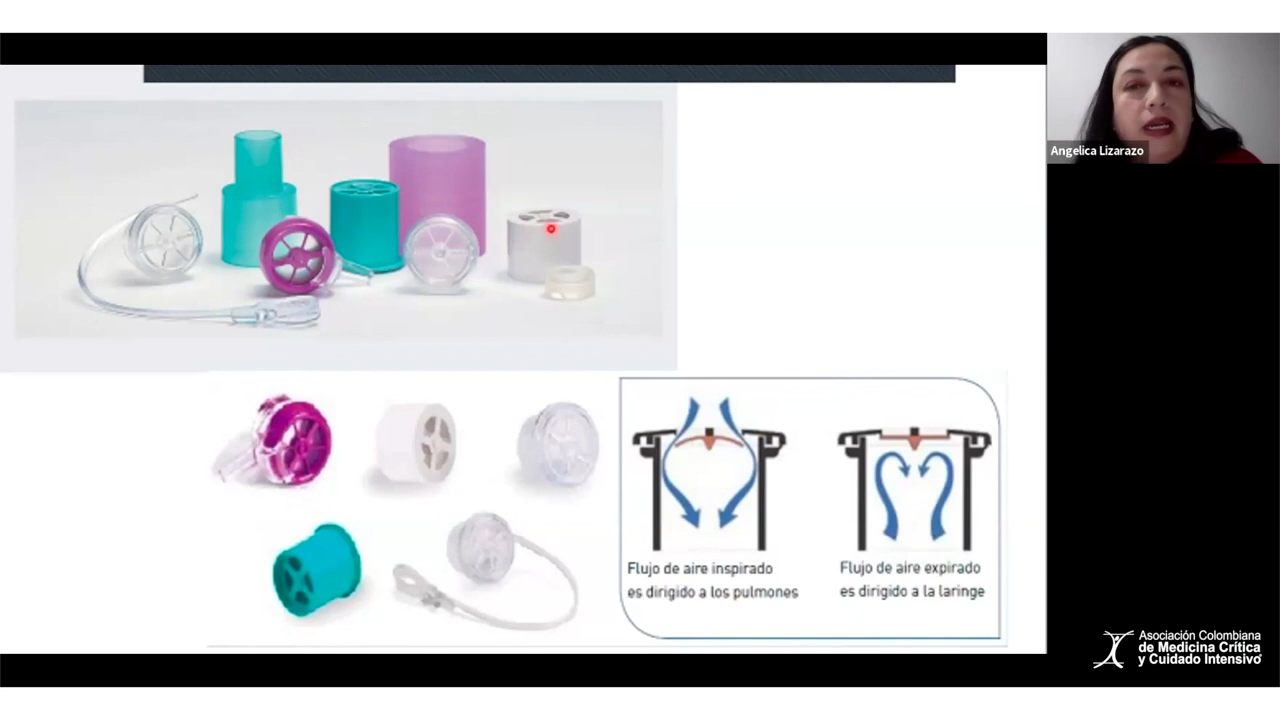 Angelica Lizarazo
Flujo de aire inspirado
es dirigido a los pulmones
Flujo de aire expirado
es dirigido a la laringe
Asociación Colombiana
de Medicina Crítica
y Cuidado Intensivo